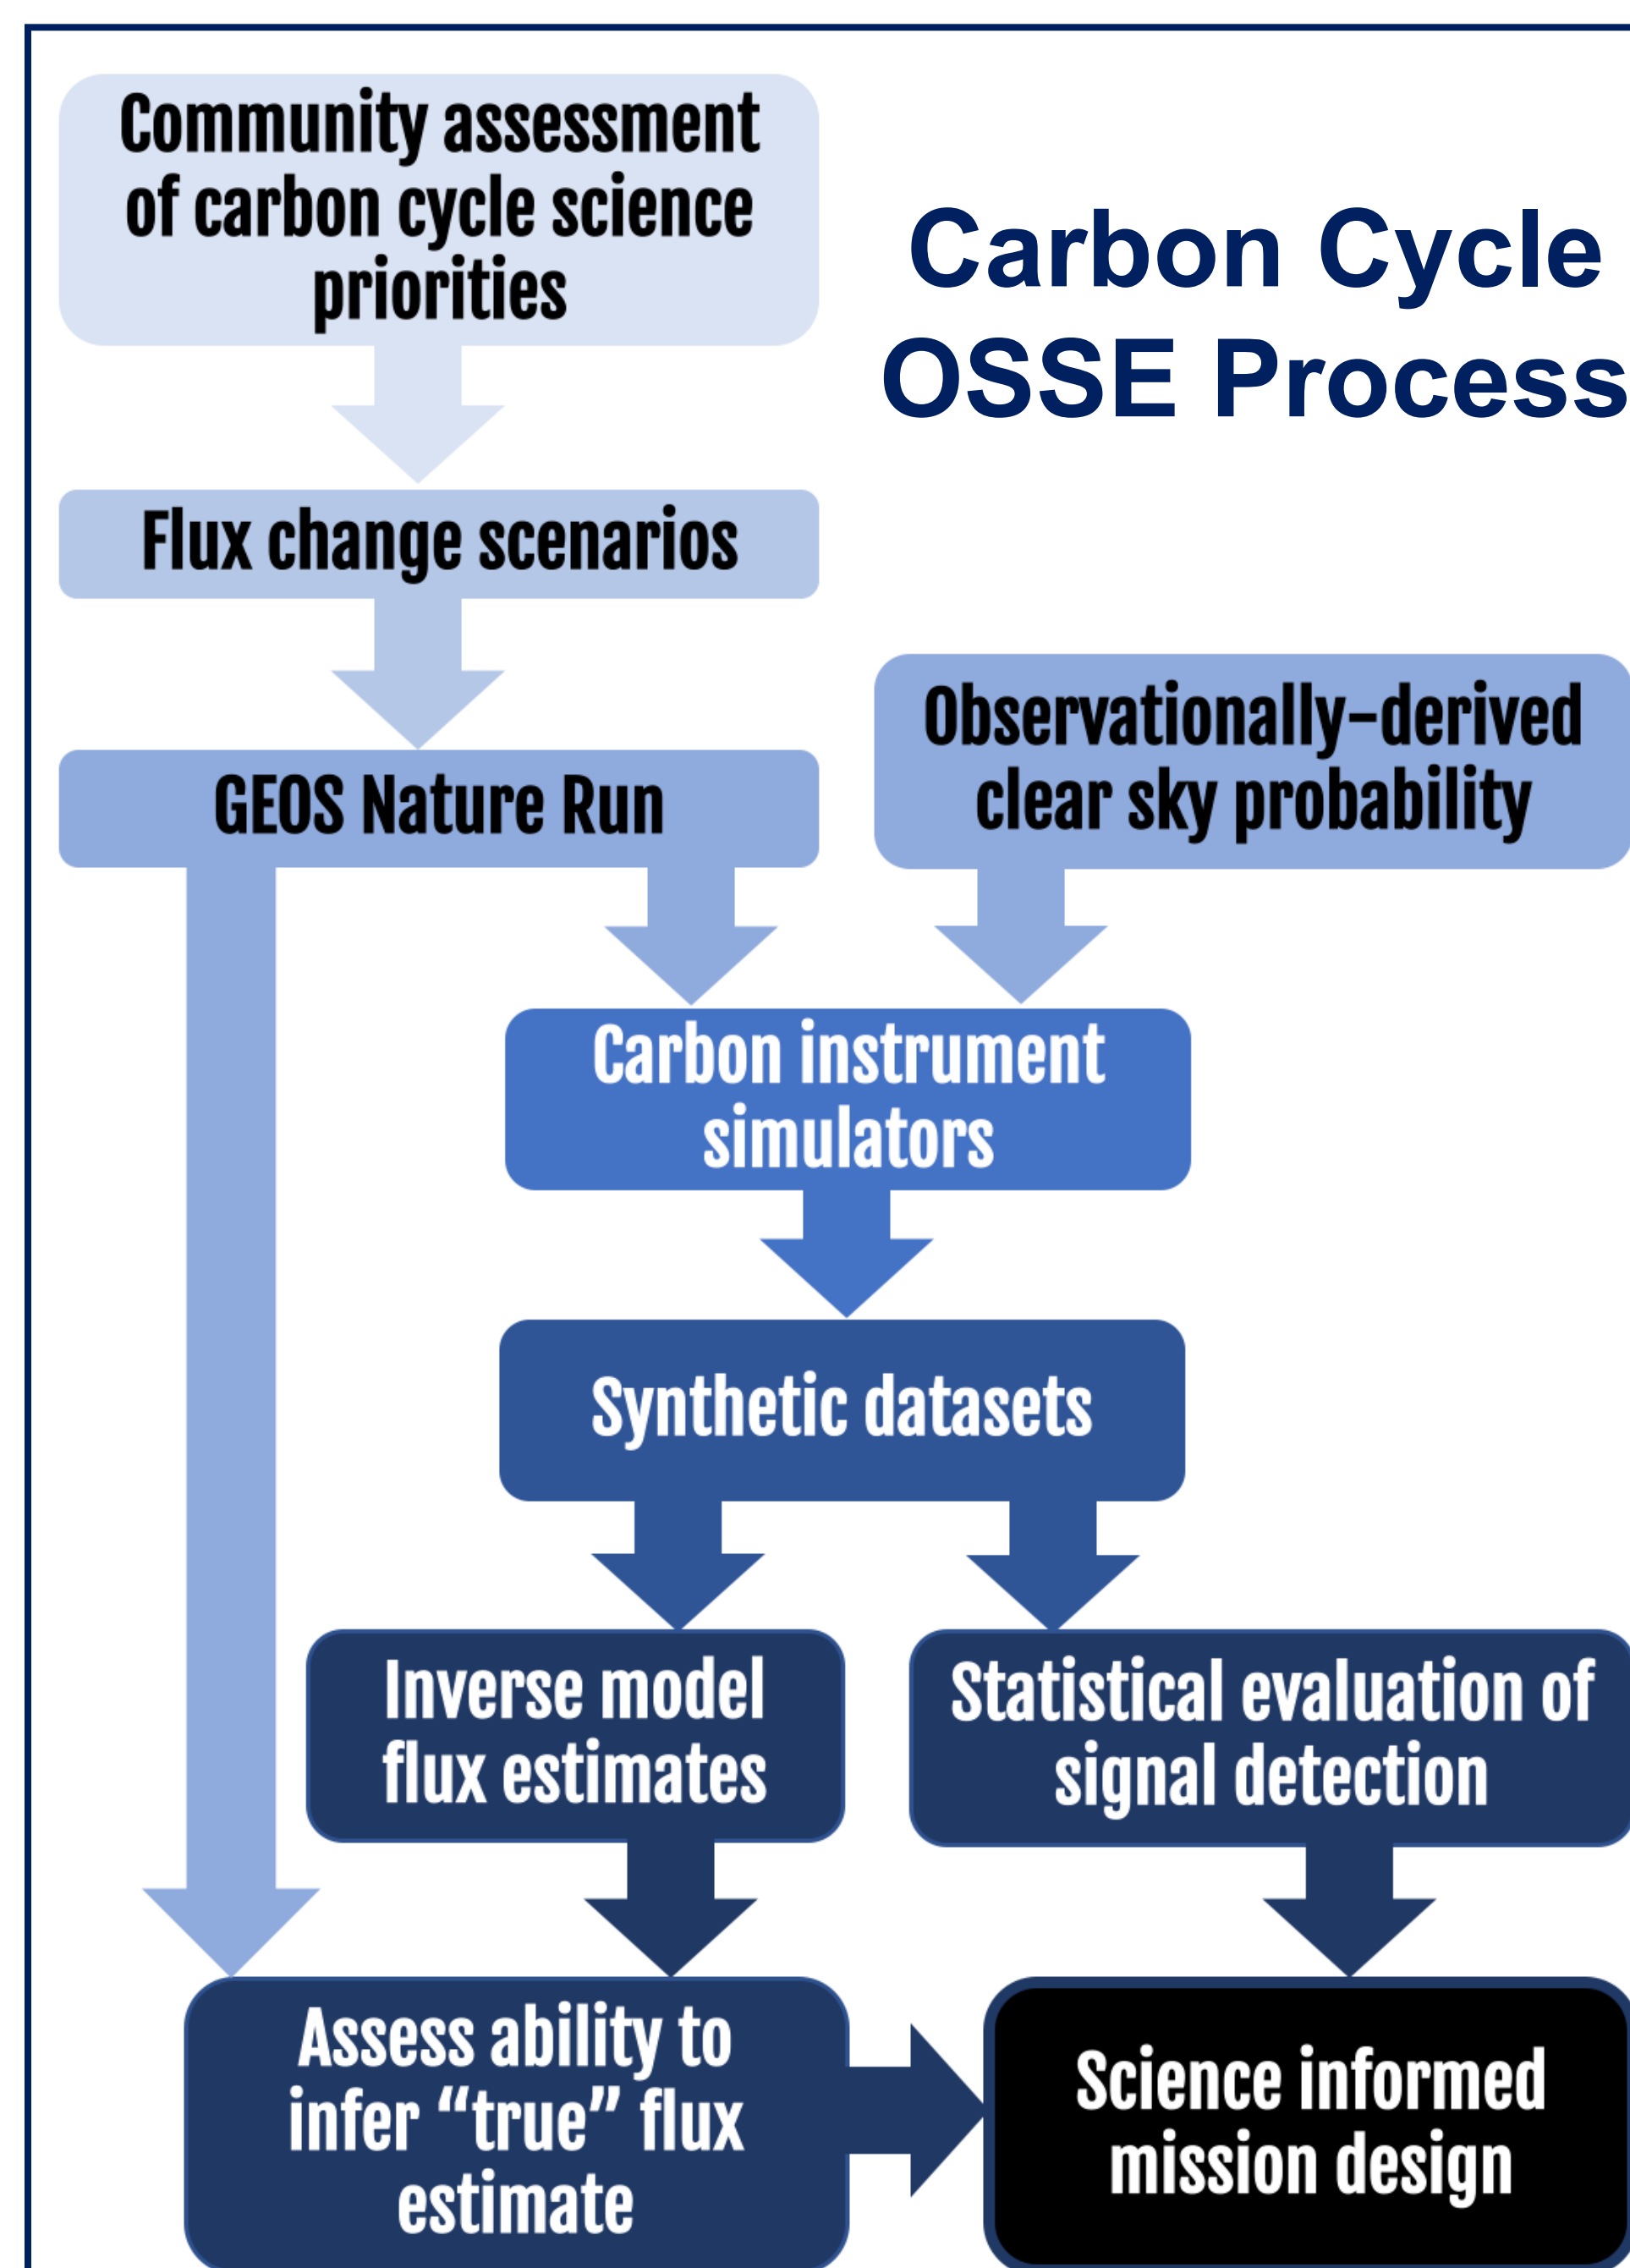 Community assessment
of carbon cycle science
priorities
Carbon Cycle
OSSE Process
Flux change scenarios
GEOS Nature Run
Observationally-derived
clear sky probability
Carbon instrument
simulators
Synthetic datasets
Inverse model
flux estimates
Statistical evaluation of
signal detection
Assess ability to
infer “true” flux
estimate
Science informed
mission design